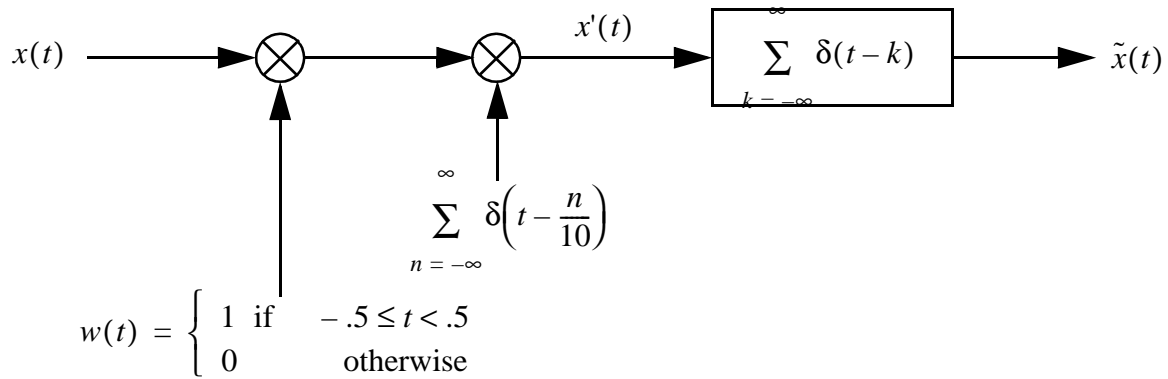 x(t) x'(t) ∞ ∑ δ(t – k) k = –∞ x̃(t)
∞ ∑ δ(t – n/10) n = –∞
w(t) = { 1 if – .5 ≤ t < .5
0 otherwise